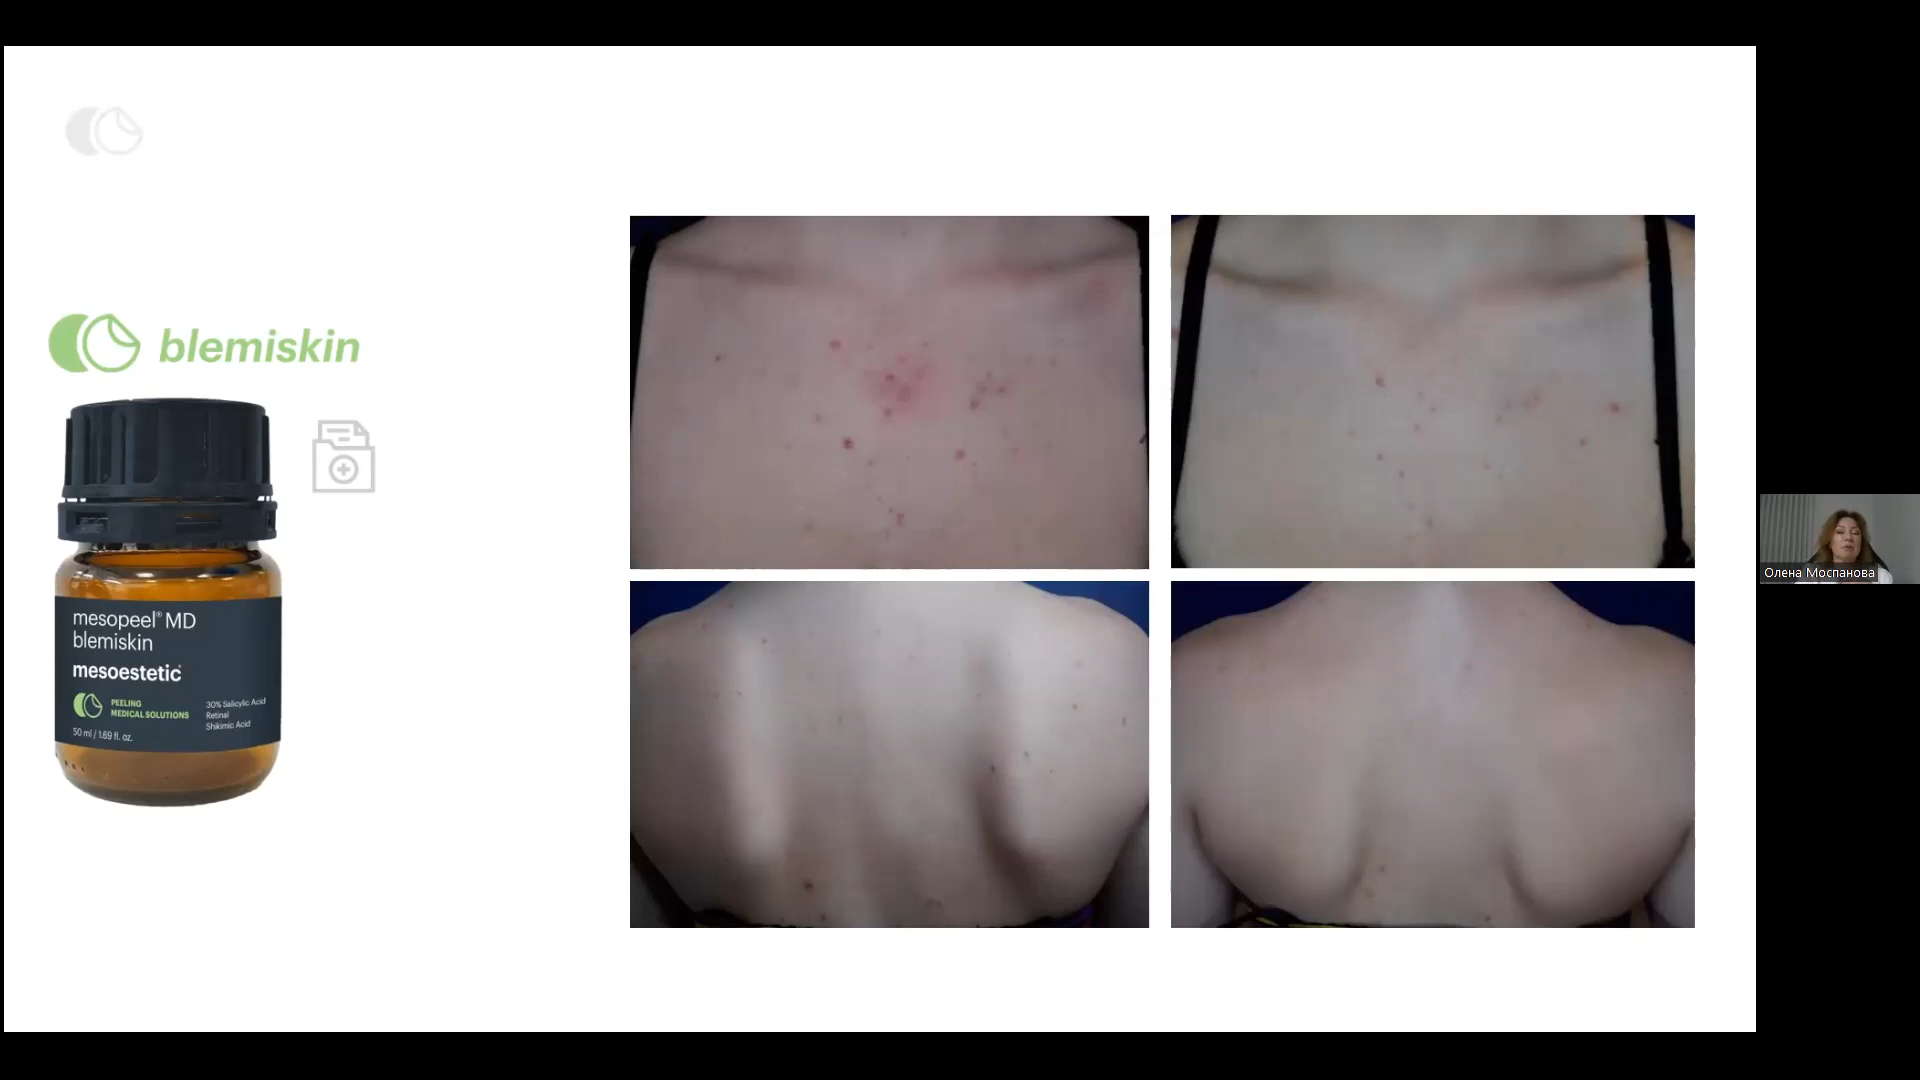 blemiskin
mesopeel® MD
blemiskin
mesoestetic
PEELING
MEDICAL SOLUTIONS
30% Salicylic Acid
Retinal
Shikimic Acid
50 ml / 1.69 fl. oz.
Олена Моспанова